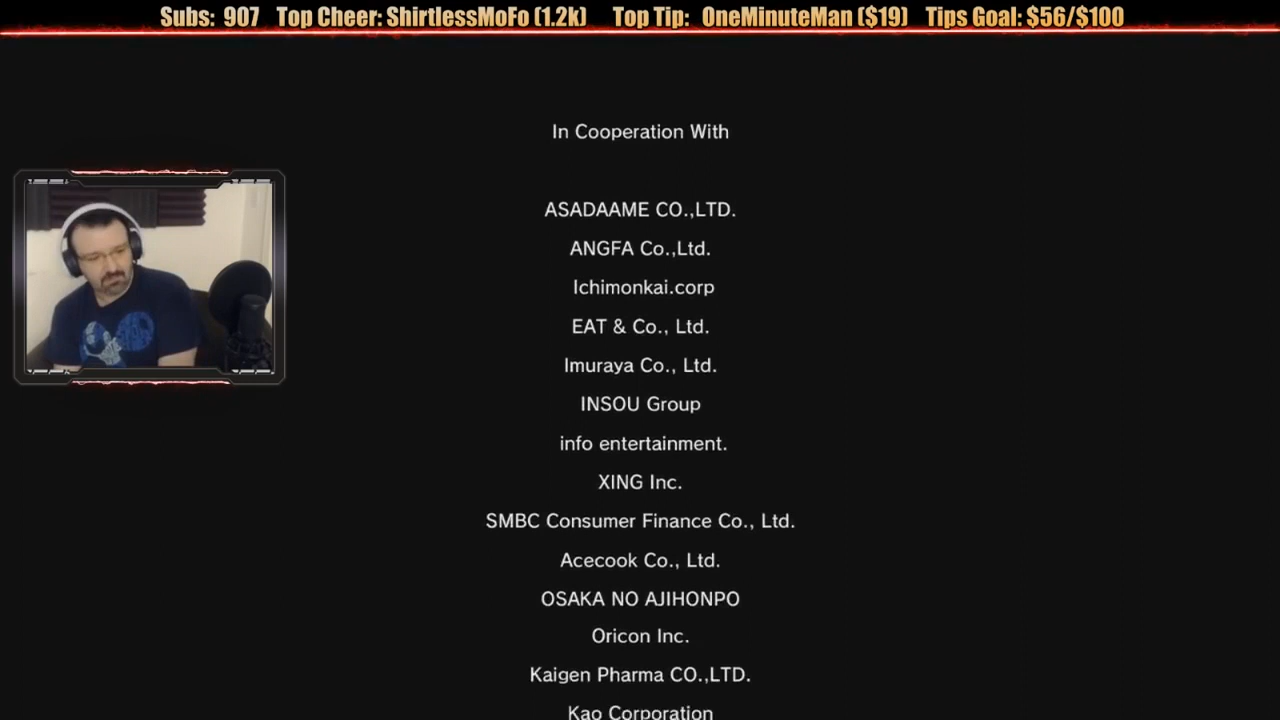 Subs: 907 Top Cheer: ShirtlessMoFo (1.2k) Top Tip: OneMinuteMan ($19) Tips Goal: $56/$100
In Cooperation With
ASADAAME CO.,LTD.
ANGFA Co.,Ltd.
Ichimonkai.corp
EAT & Co., Ltd.
Imuraya Co., Ltd.
INSOU Group
info entertainment.
XING Inc.
SMBC Consumer Finance Co., Ltd.
Acecook Co., Ltd.
OSAKA NO AJIHONPO
Oricon Inc.
Kaigen Pharma CO.,LTD.
Kao Corporation